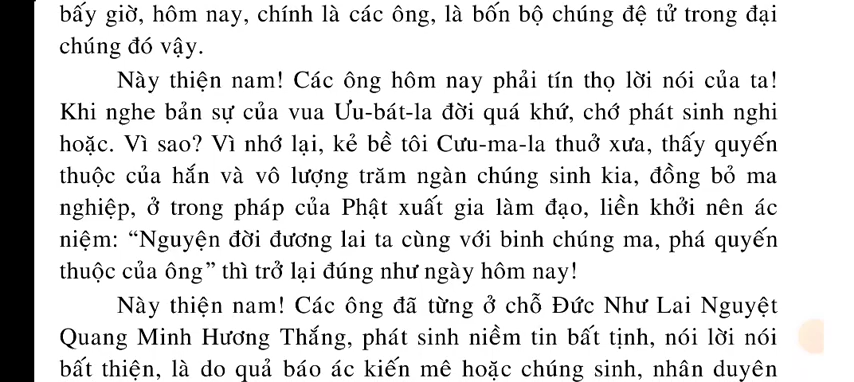 bấy giờ, hôm nay, chính là các ông, là bốn bộ chúng đệ tử trong đại
chúng đó vậy.
Này thiện nam! Các ông hôm nay phải tín thọ lời nói của ta!
Khi nghe bản sự của vua Ưu-bát-la đời quá khứ, chớ phát sinh nghi
hoặc. Vì sao? Vì nhớ lại, kẻ bề tôi Cưu-ma-la thuở xưa, thấy quyến
thuộc của hắn và vô lượng trăm ngàn chúng sinh kia, đồng bỏ ma
nghiệp, ở trong pháp của Phật xuất gia làm đạo, liền khởi nên ác
niệm: “Nguyện đời đương lai ta cùng với binh chúng ma, phá quyến
thuộc của ông” thì trở lại đúng như ngày hôm nay!
Này thiện nam! Các ông đã từng ở chỗ Đức Như Lai Nguyệt
Quang Minh Hương Thắng, phát sinh niềm tin bất tịnh, nói lời nói
bất thiện, là do quả báo ác kiến mê hoặc chúng sinh, nhân duyên